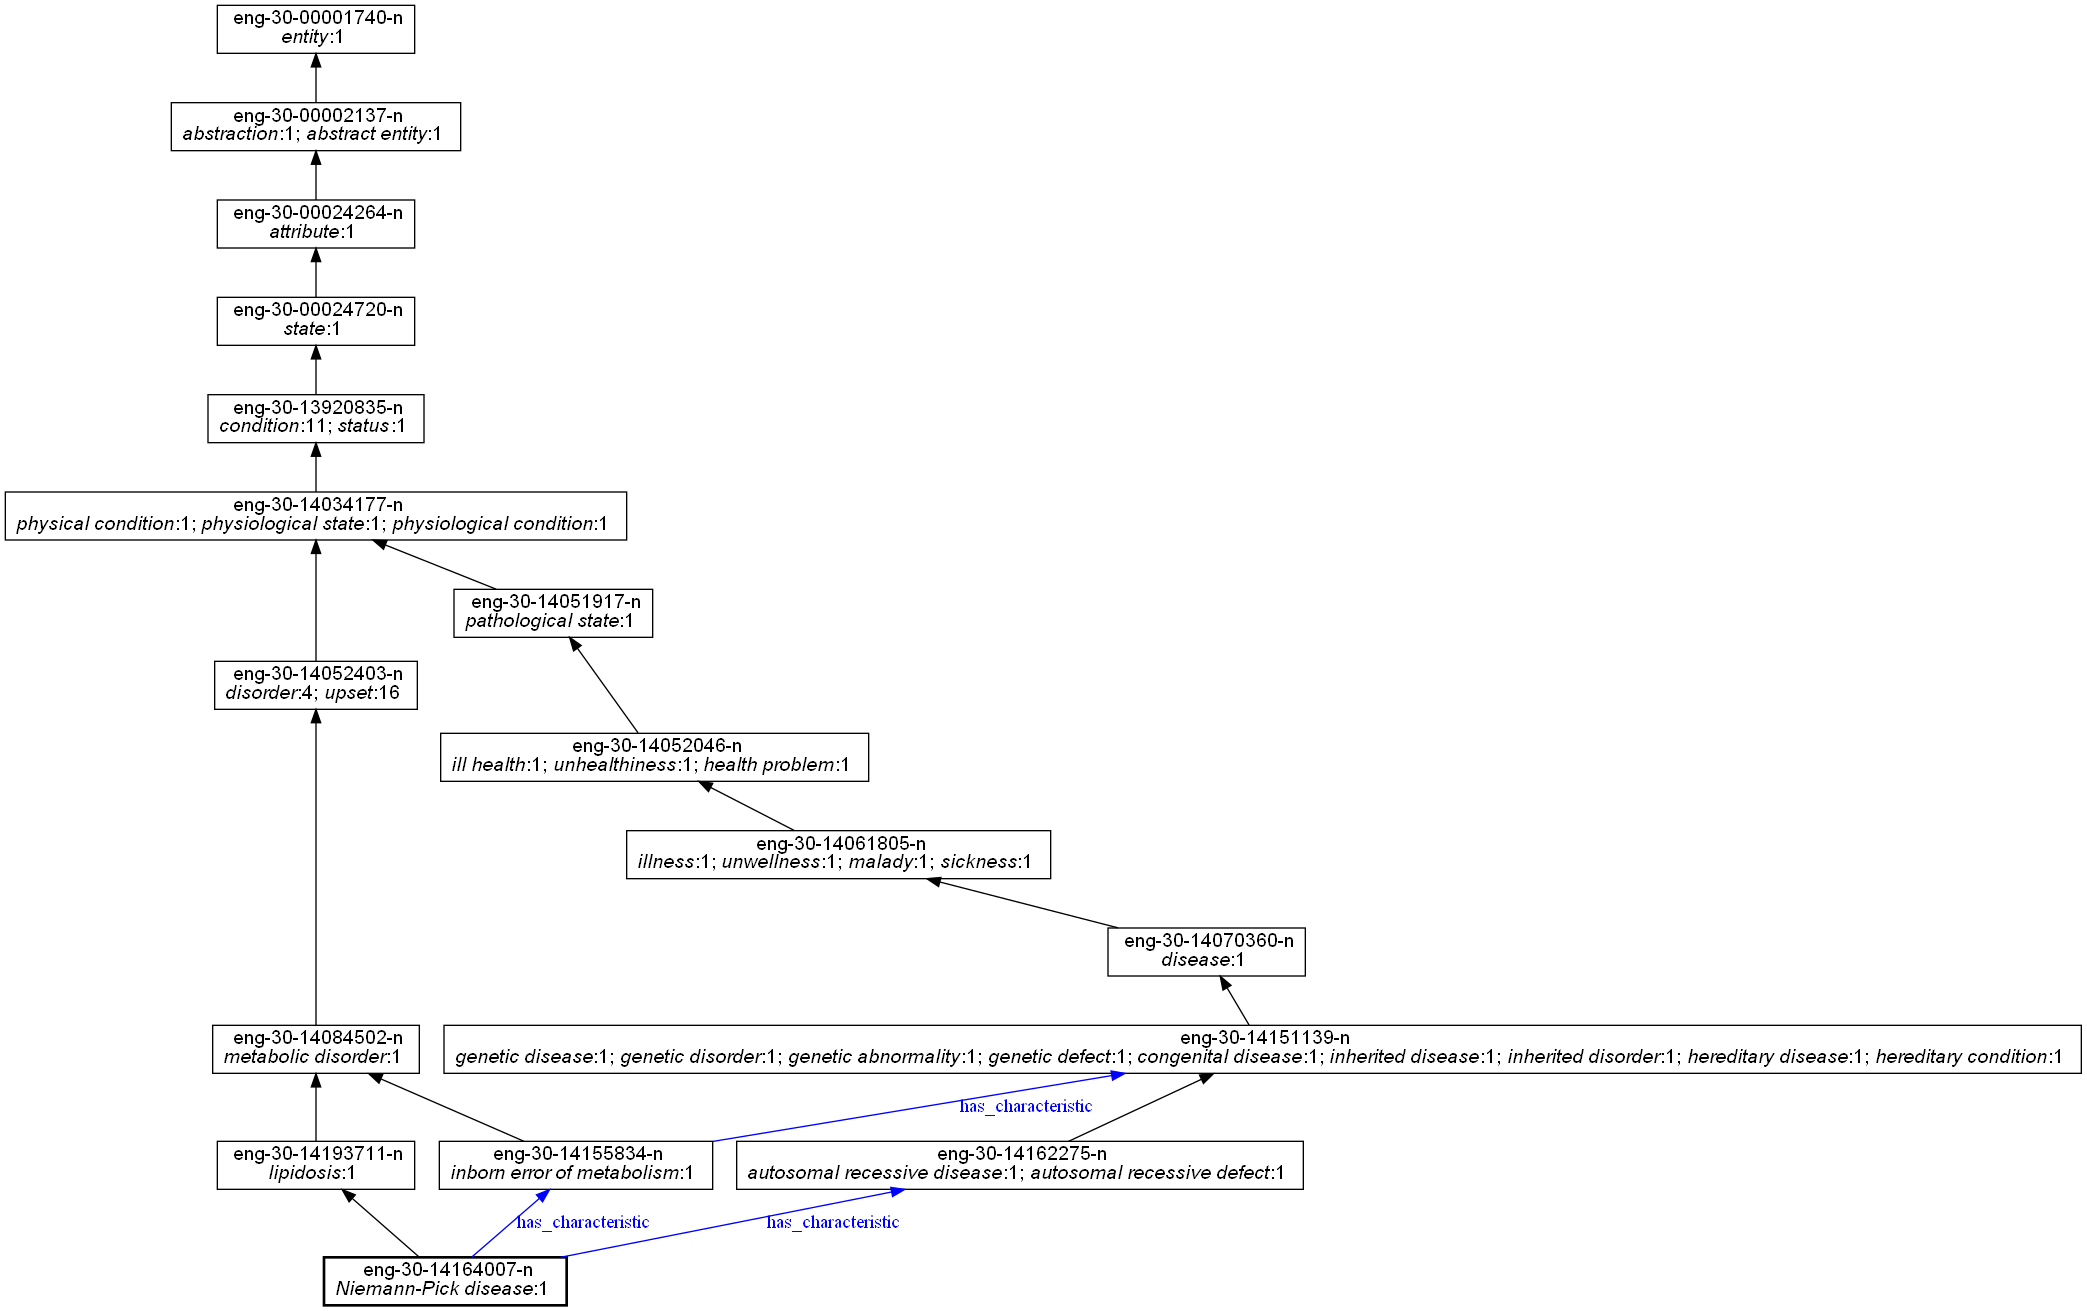 eng-30-00001740-n
entity:1
eng-30-00002137-n
abstraction:1; abstract entity:1
eng-30-00024264-n
attribute:1
eng-30-00024720-n
state:1
eng-30-13920835-n
condition:11; status:1
eng-30-14034177-n
physical condition:1; physiological state:1; physiological condition:1
eng-30-14051917-n
pathological state:1
eng-30-14052403-n
disorder:4; upset:16
eng-30-14052046-n
ill health:1; unhealthiness:1; health problem:1
eng-30-14061805-n
illness:1; unwellness:1; malady:1; sickness:1
eng-30-14070360-n
disease:1
eng-30-14084502-n
metabolic disorder:1
eng-30-14151139-n
genetic disease:1; genetic disorder:1; genetic abnormality:1; genetic defect:1; congenital disease:1; inherited disease:1; inherited disorder:1; hereditary disease:1; hereditary condition:1
has_characteristic
eng-30-14193711-n
lipidosis:1
eng-30-14155834-n
inborn error of metabolism:1
eng-30-14162275-n
autosomal recessive disease:1; autosomal recessive defect:1
has_characteristic
has_characteristic
eng-30-14164007-n
Niemann-Pick disease:1